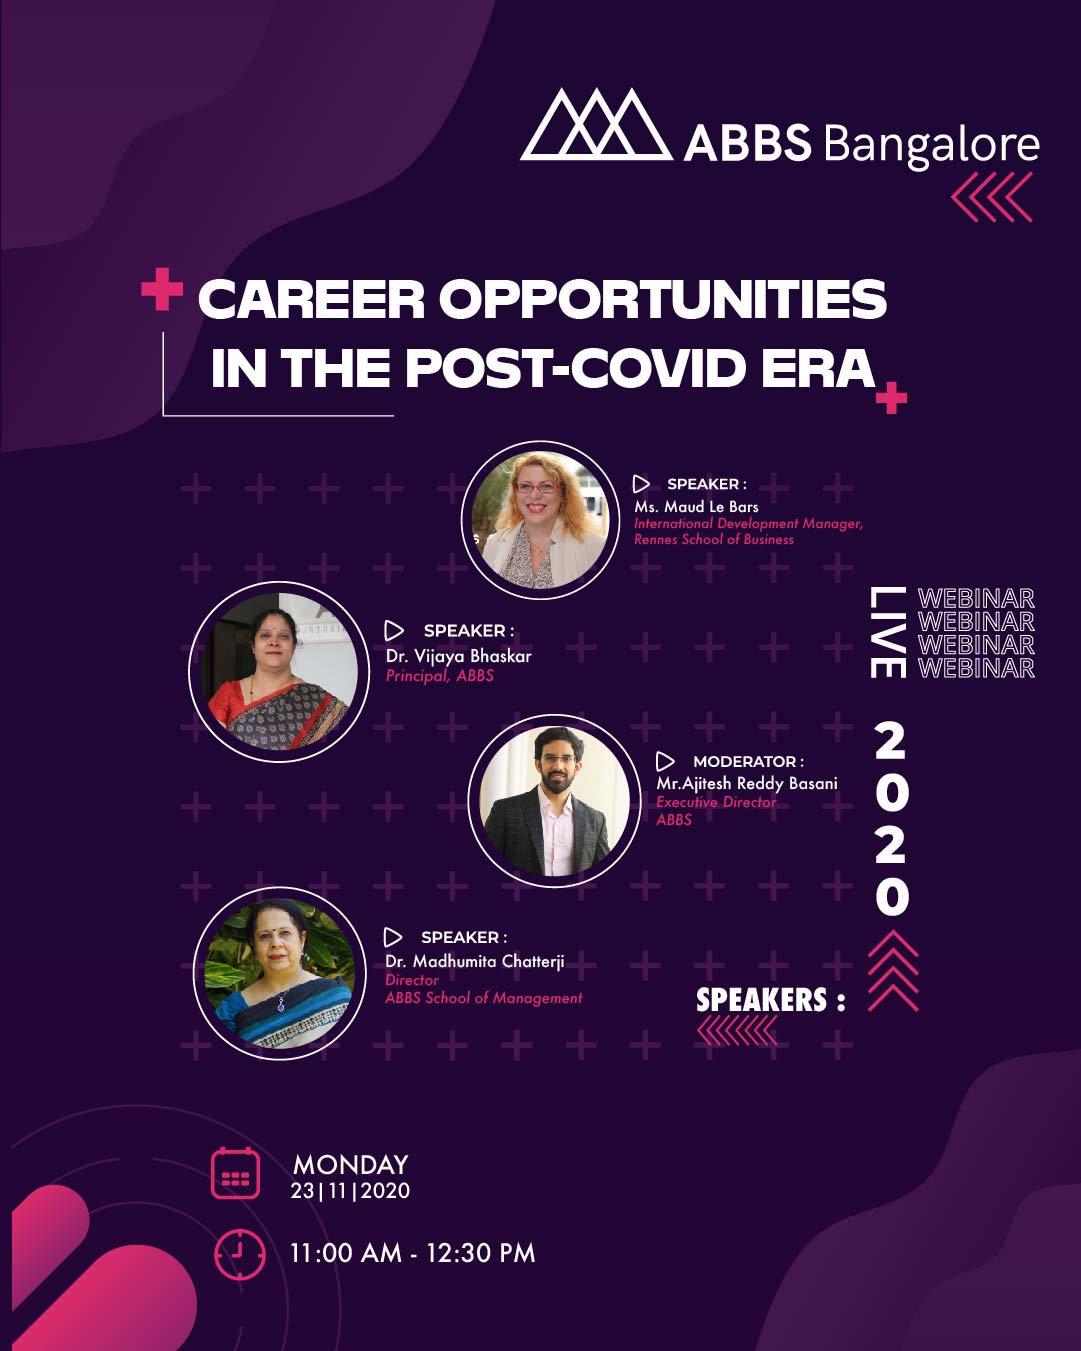 ABBS Bangalore
CAREER OPPORTUNITIES
IN THE POST-COVID ERA
SPEAKER :
Ms. Maud Le Bars
International Development Manager,
Rennes School of Business
LIVE
WEBINAR
WEBINAR
WEBINAR
WEBINAR
SPEAKER :
Dr. Vijaya Bhaskar
Principal, ABBS
2020
MODERATOR :
Mr.Ajitesh Reddy Basani
Executive Director
ABBS
SPEAKER :
Dr. Madhumita Chatterji
Director
ABBS School of Management
SPEAKERS :
MONDAY
23|11|2020
11:00 AM - 12:30 PM